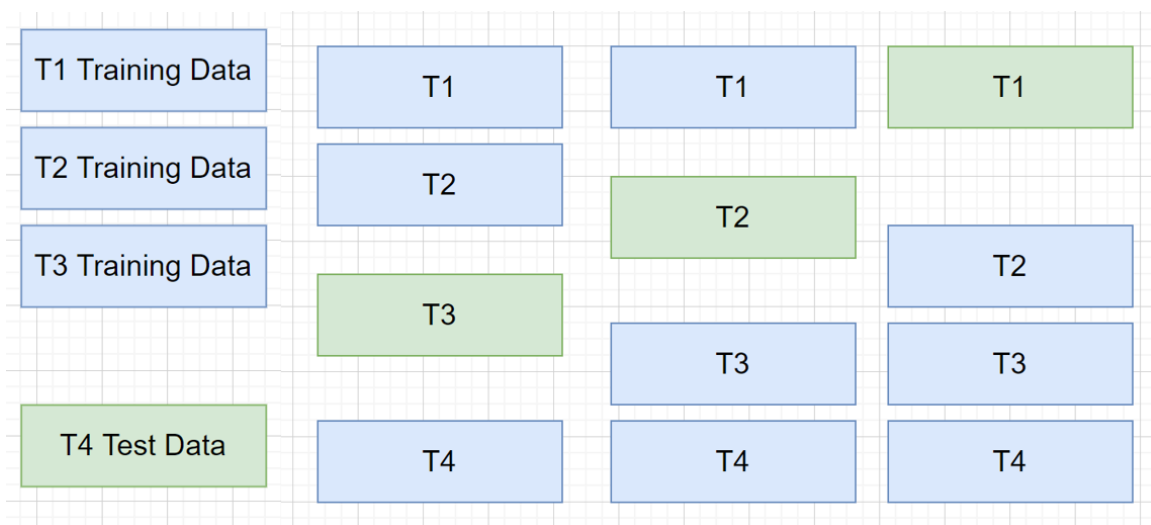 T1 Training Data
T2 Training Data
T3 Training Data
T4 Test Data
T1
T2
T3
T4
T1
T2
T3
T4
T1
T2
T3
T4